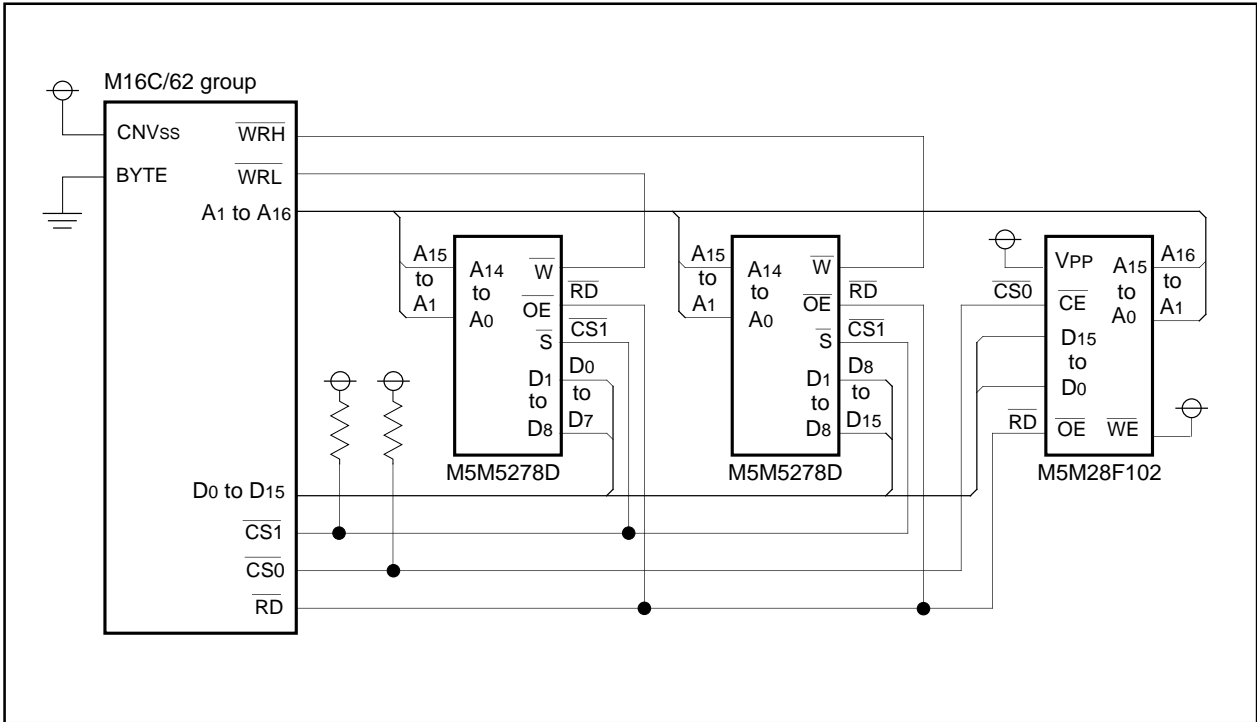 M16C/62 group
CNVss
BYTE
WRH
WRL
A1 to A16
D0 to D15
CS1
CS0
RD
A15
to
A1
A14
to
A0
W
OE
S
D1
to
D8
RD
CS1
D0
to
D7
M5M5278D
A15
to
A1
A14
to
A0
W
OE
S
D1
to
D8
RD
CS1
D8
to
D15
M5M5278D
CS0
RD
VPP
CE
D15
to
D0
OE
A15
to
A0
WE
A16
to
A1
M5M28F102